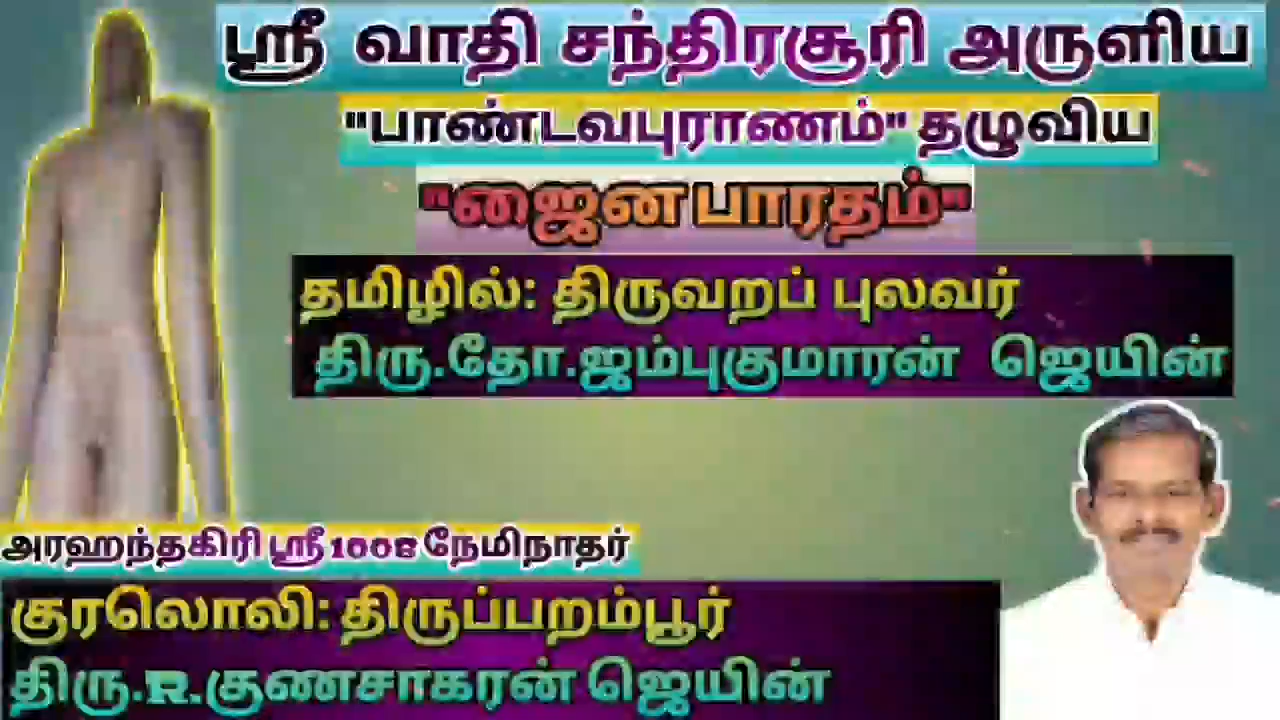 ஸ்ரீ வாதி சந்திரசூரி அருளிய
"பாண்டவபுராணம்" தழுவிய
"ஜைன பாரதம்"
தமிழில்: திருவறப் புலவர்
திரு.தோ.ஜம்புகுமாரன் ஜெயின்
அரஹந்தகிரி ஸ்ரீ 1008 நேமிநாதர்
குரலொலி: திருப்பறம்பூர்
திரு.R.குணசாகரன் ஜெயின்